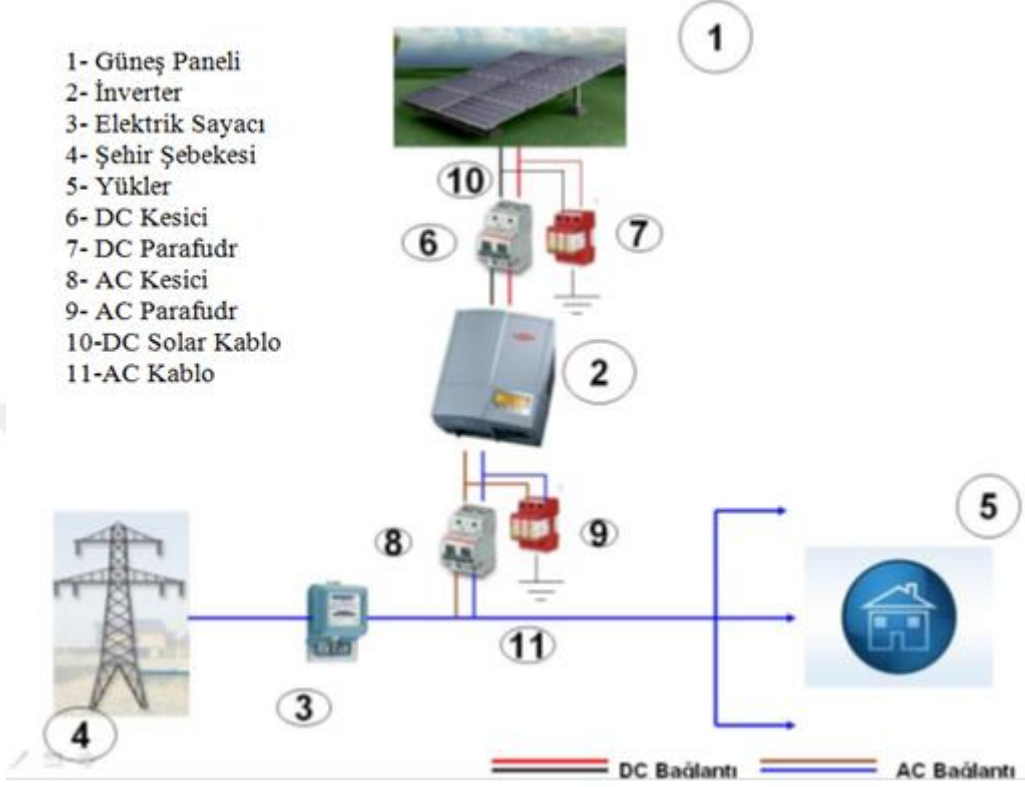 1- Güneş Paneli
2- İnverter
3- Elektrik Sayacı
4- Şehir Şebekesi
5- Yükler
6- DC Kesici
7- DC Parafudr
8- AC Kesici
9- AC Parafudr
10-DC Solar Kablo
11-AC Kablo
1
10
6
7
2
8
9
5
11
3
4
DC Bağlantı
AC Bağlantı